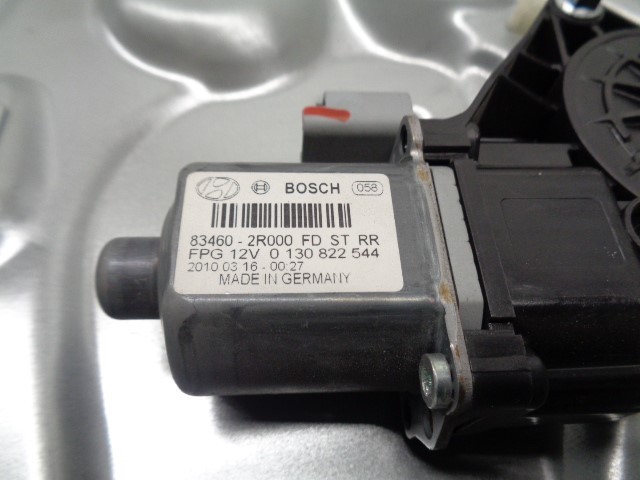 BOSCH 058
83460-2R000 FD ST RR
FPG 12V 0 130 822 544
2010 03 16 - 00:27
MADE IN GERMANY